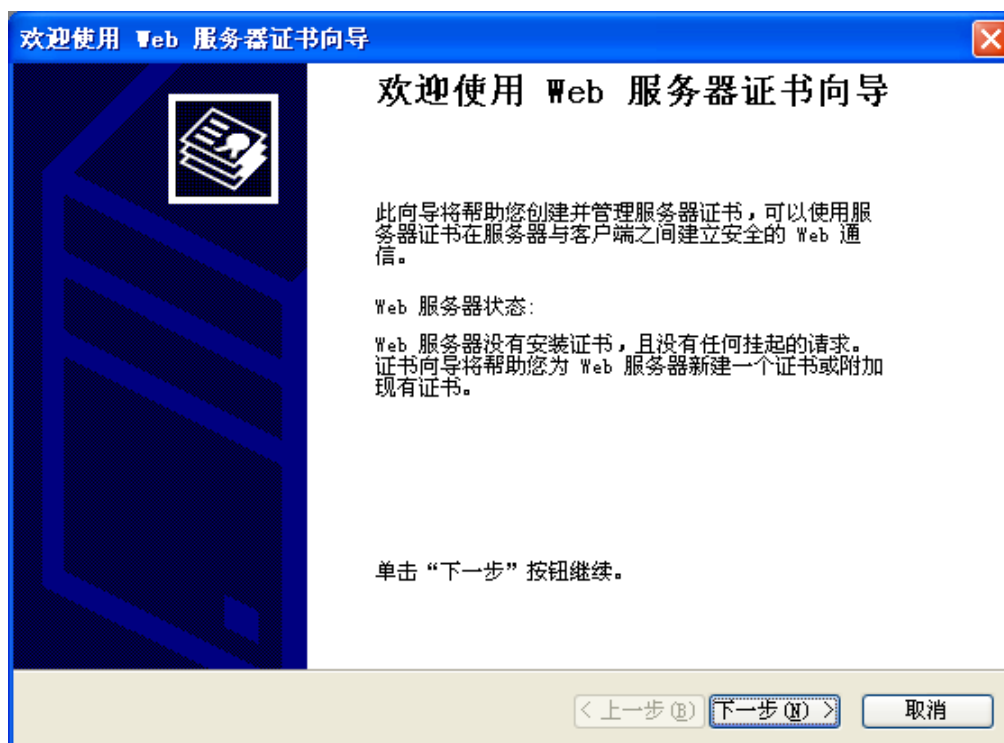 欢迎使用 Web 服务器证书向导
欢迎使用 Web 服务器证书向导
此向导将帮助您创建并管理服务器证书，可以使用服
务器证书在服务器与客户端之间建立安全的 Web 通
信。
Web 服务器状态:
Web 服务器没有安装证书，且没有任何挂起的请求。
证书向导将帮助您为 Web 服务器新建一个证书或附加
现有证书。
单击“下一步”按钮继续。
< 上一步(B) 下一步(N) > 取消